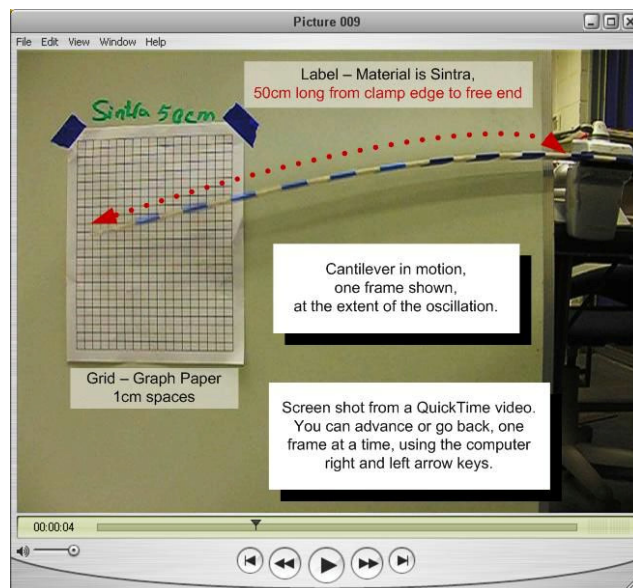 Picture 009
File Edit View Window Help
Label – Material is Sintra,
50cm long from clamp edge to free end
Sintra 50cm
Cantilever in motion,
one frame shown,
at the extent of the oscillation.
Grid – Graph Paper
1cm spaces
Screen shot from a QuickTime video.
You can advance or go back, one
frame at a time, using the computer
right and left arrow keys.
00:00:04